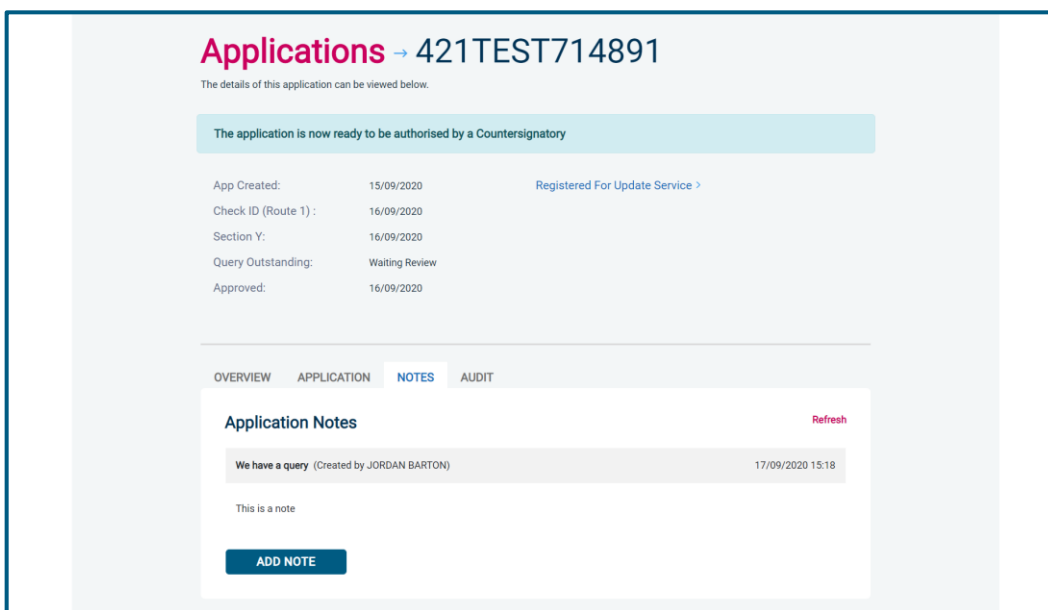 Applications → 421TEST714891
The details of this application can be viewed below.
The application is now ready to be authorised by a Countersignatory
App Created: 15/09/2020 Registered For Update Service >
Check ID (Route 1) : 16/09/2020
Section Y: 16/09/2020
Query Outstanding: Waiting Review
Approved: 16/09/2020
OVERVIEW APPLICATION NOTES AUDIT
Application Notes Refresh
We have a query (Created by JORDAN BARTON) 17/09/2020 15:18
This is a note
ADD NOTE